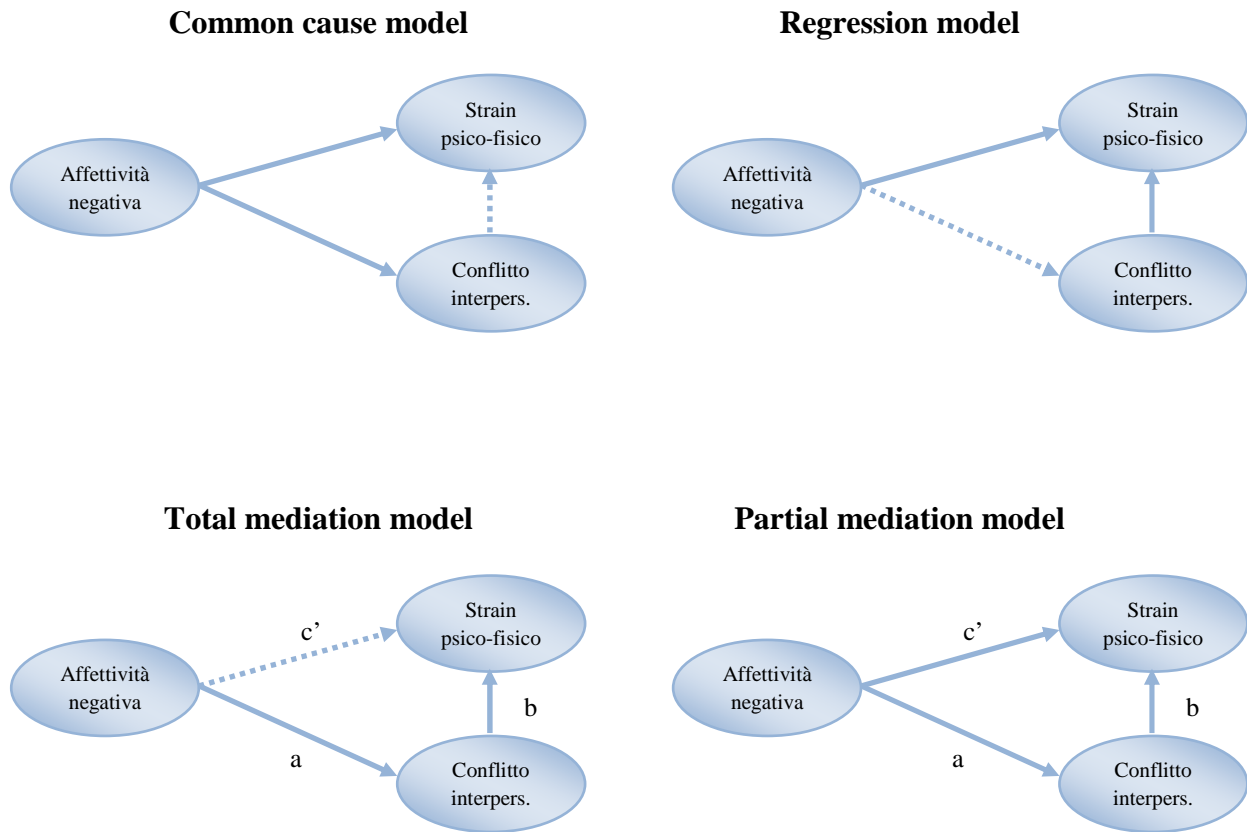 Common cause model
Strain
psico-fisico
Affettività
negativa
Conflitto
interpers.
Regression model
Strain
psico-fisico
Affettività
negativa
Conflitto
interpers.
Total mediation model
Strain
psico-fisico
c’
Affettività
negativa
b
a
Conflitto
interpers.
Partial mediation model
Strain
psico-fisico
c’
Affettività
negativa
b
a
Conflitto
interpers.